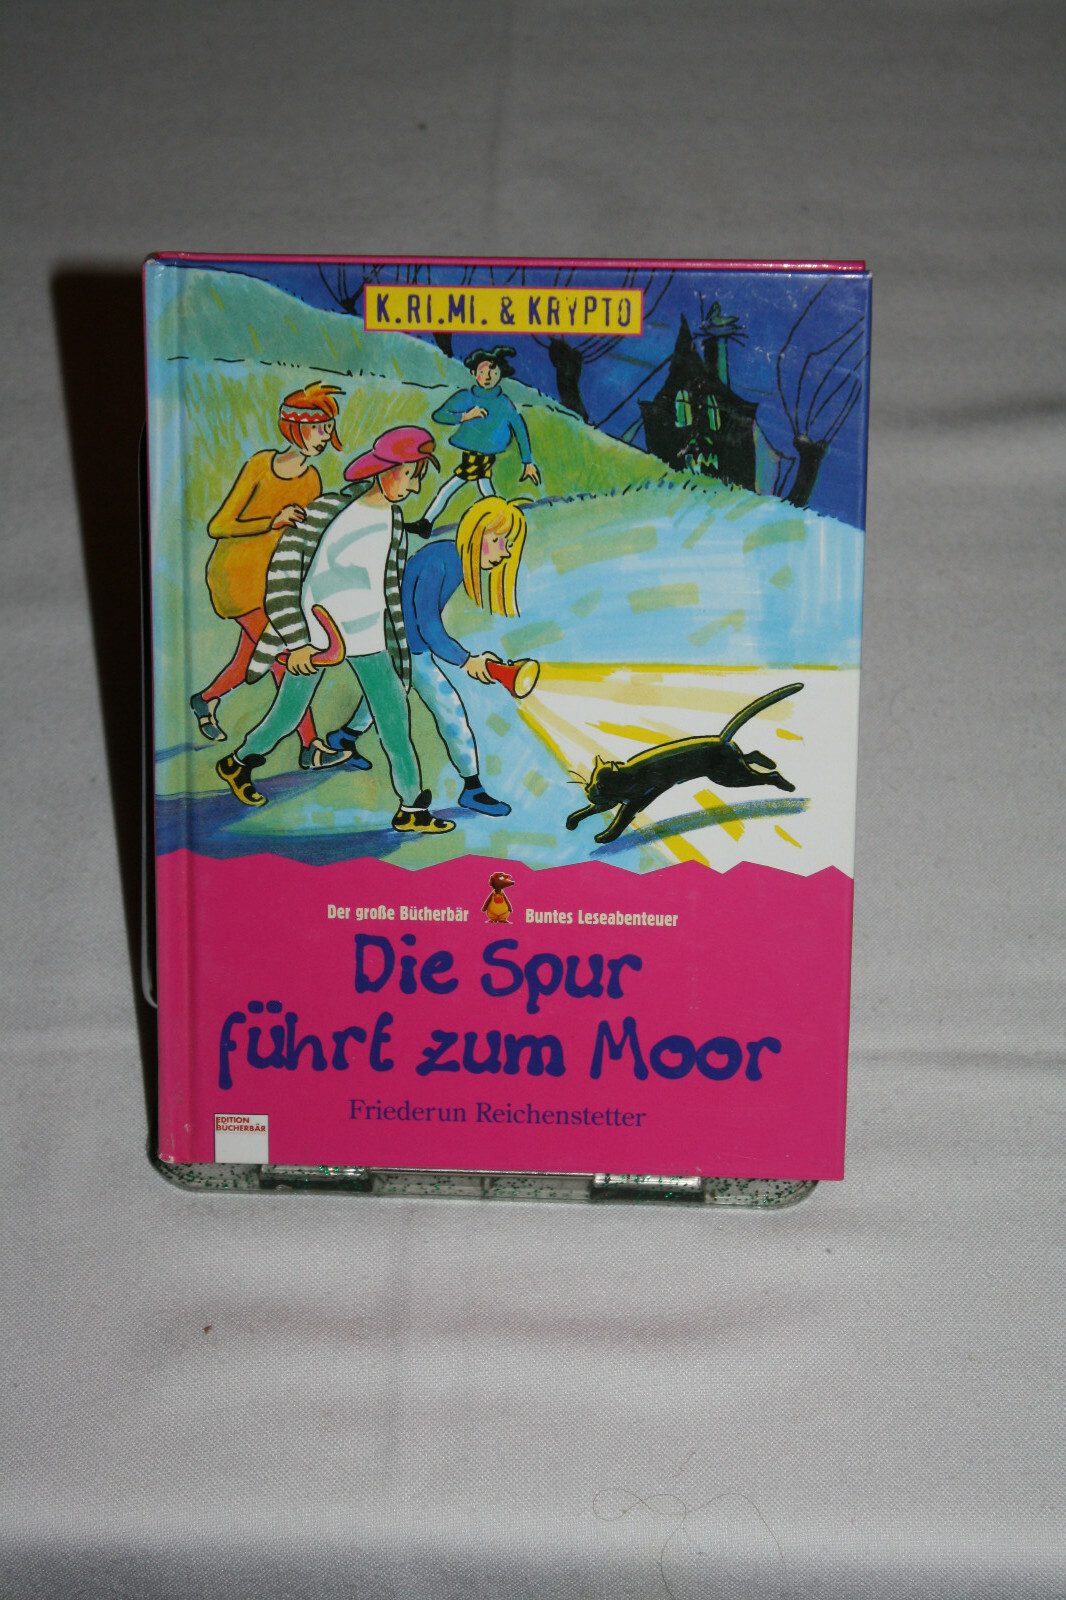 K.RI.MI. & KRYPTO
Der große Bücherbär Buntes Leseabenteuer
Die Spur
führt zum Moor
Friederun Reichenstetter
EDITION
BÜCHERBÄR